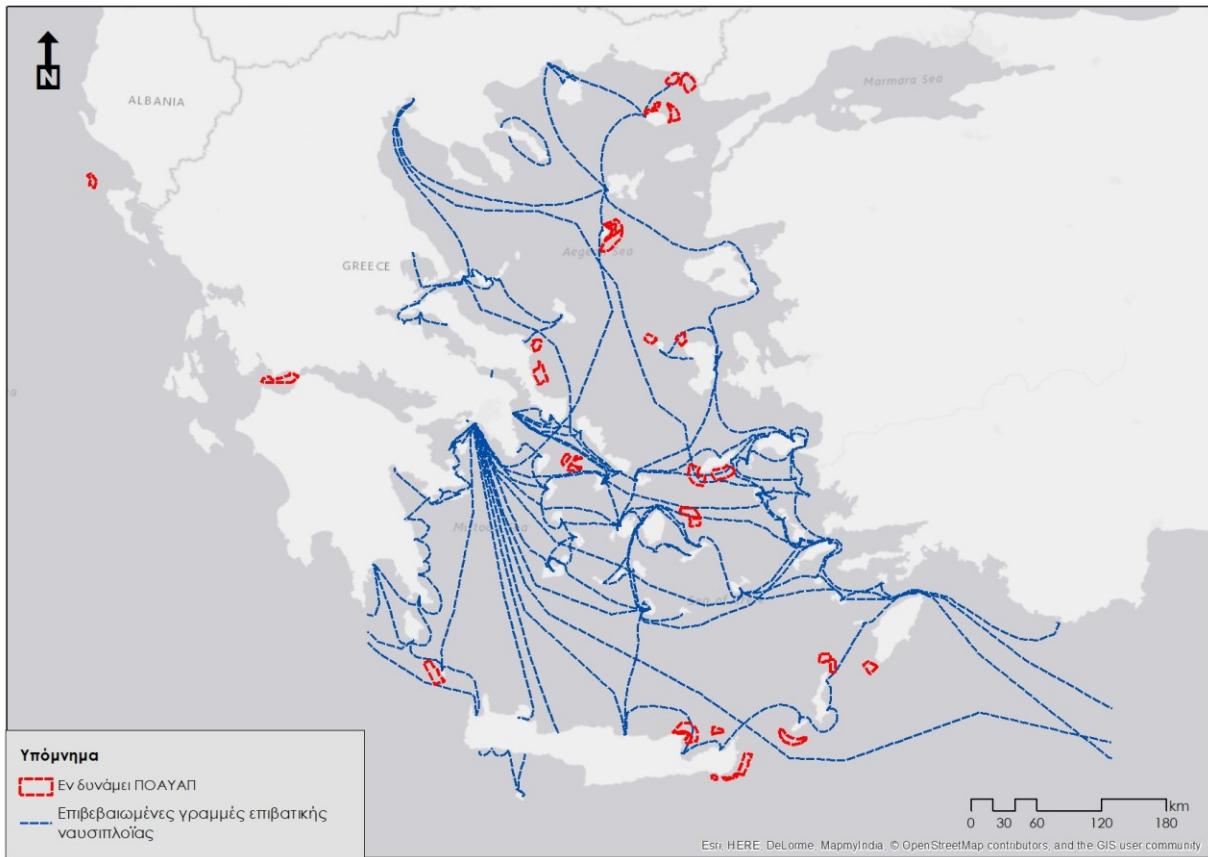 N
ALBANIA
Marmara Sea
GREECE
Aegean Sea
Υπόμνημα
Εν δυνάμει ΠΟΑΥΑΠ
Επιβεβαιωμένες γραμμές επιβατικής
ναυσιπλοΐας
km
0 30 60 120 180
Esri, HERE, DeLorme, MapmyIndia, © OpenStreetMap contributors, and the GIS user community